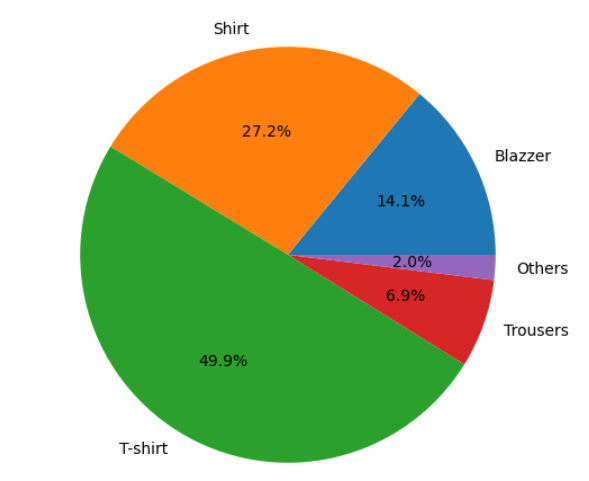 Shirt
27.2%
Blazzer
14.1%
2.0%
Others
6.9%
Trousers
49.9%
T-shirt